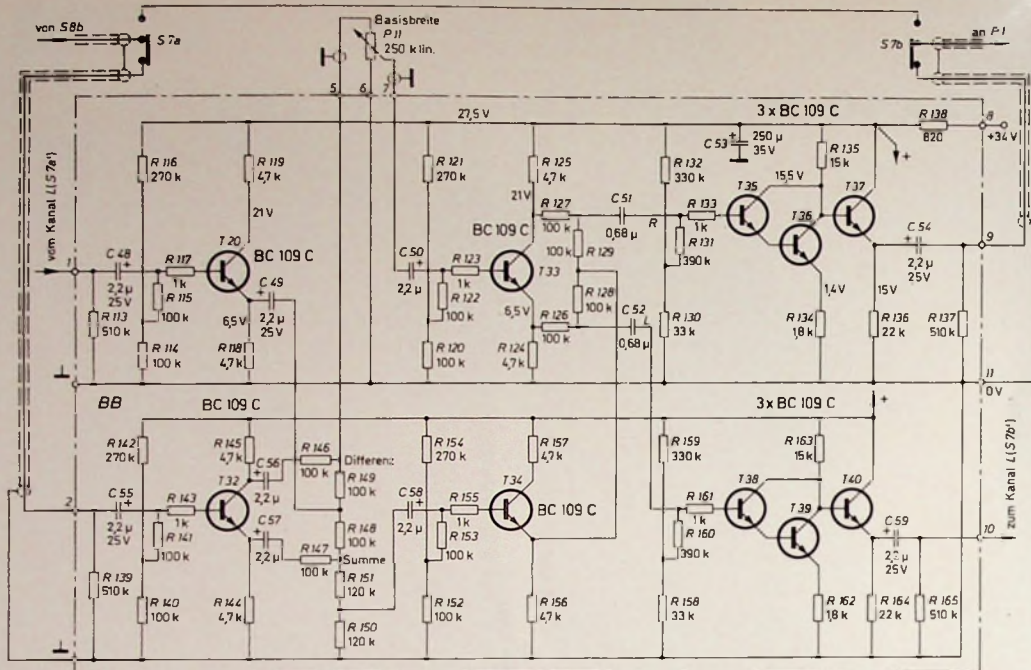 von S8b
S7a
Basisbreite
P 11
250 k lin.
S7b
an P1
5
6
7
27,5 V
3 x BC 109 C
R 138
820
8
+34 V
R 116
270 k
R 119
4,7 k
R 121
270 k
R 125
4,7 k
C 53
+
250 µ
35 V
R 132
330 k
R 135
15 k
+
vom Kanal L (S7a')
21 V
21 V
R 127
100 k
C 51
0,68 µ
R
R 133
1 k
T 35
15,5 V
T 36
T 37
C 48
+
2,2 µ
25 V
1
R 117
1 k
T 20
BC 109 C
C 50
+
2,2 µ
R 123
1 k
BC 109 C
T 33
100 k
R 129
R 131
390 k
C 54
+
2,2 µ
25 V
9
R 115
100 k
C 49
+
2,2 µ
25 V
R 122
100 k
R 128
100 k
R 113
510 k
6,5 V
6,5 V
R 126
100 k
C 52
0,68 µ
L
1,4 V
15 V
R 114
100 k
R 118
4,7 k
R 120
100 k
R 124
4,7 k
R 130
33 k
R 134
1,8 k
R 136
22 k
R 137
510 k
11
0 V
BB
BC 109 C
3 x BC 109 C
+
R 142
270 k
R 145
4,7 k
C 56
+
2,2 µ
R 146
100 k
Differenz
R 149
100 k
R 154
270 k
R 157
4,7 k
R 159
330 k
R 163
15 k
zum Kanal L (S7b')
2
C 55
+
2,2 µ
25 V
R 143
1 k
T 32
C 57
+
2,2 µ
R 148
100 k
C 58
+
2,2 µ
R 155
1 k
T 34
BC 109 C
R 161
1 k
T 38
T 39
T 40
C 59
+
2,2 µ
25 V
10
R 141
100 k
R 147
100 k
Summe
R 153
100 k
R 160
390 k
R 139
510 k
R 151
120 k
R 140
100 k
R 144
4,7 k
R 150
120 k
R 152
100 k
R 156
4,7 k
R 158
33 k
R 162
1,8 k
R 164
22 k
R 165
510 k